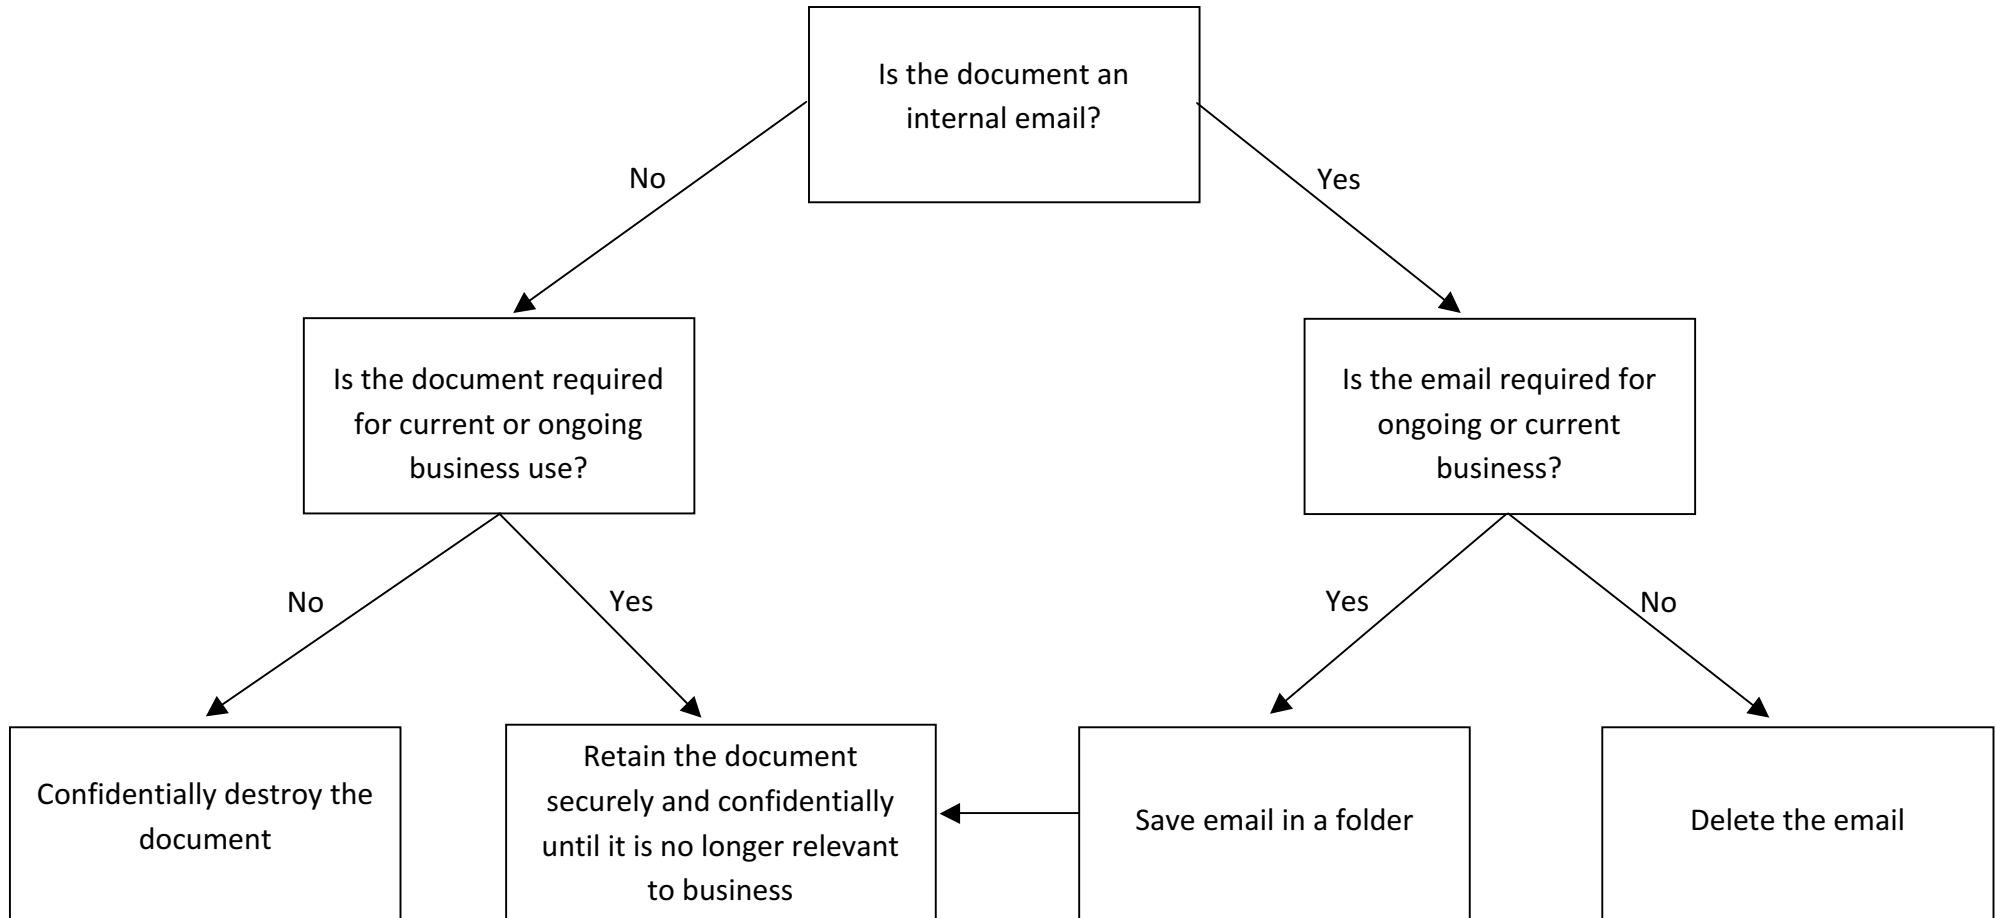 Is the document an
internal email?
No
Yes
Is the document required
for current or ongoing
business use?
Is the email required for
ongoing or current
business?
No
Yes
Yes
No
Confidentially destroy the
document
Retain the document
securely and confidentially
until it is no longer relevant
to business
Save email in a folder
Delete the email